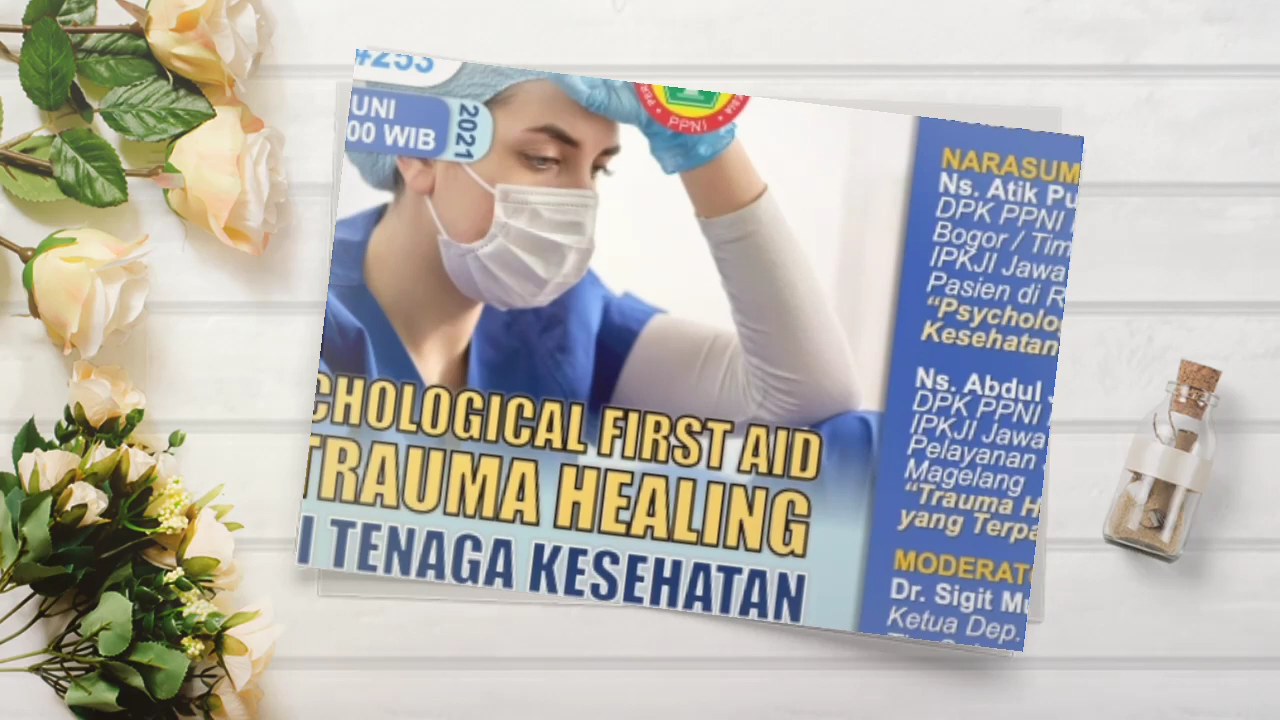 #253
UNI
00 WIB
2021
PPNI
CHOLOGICAL FIRST AID
TRAUMA HEALING
I TENAGA KESEHATAN
NARASUM
Ns. Atik Pu
DPK PPNI
Bogor / Tim
IPKJI Jawa
Pasien di R
“Psycholog
Kesehatan
Ns. Abdul J
DPK PPNI
IPKJI Jawa
Pelayanan
Magelang
“Trauma H
yang Terpa
MODERAT
Dr. Sigit Mu
Ketua Dep.